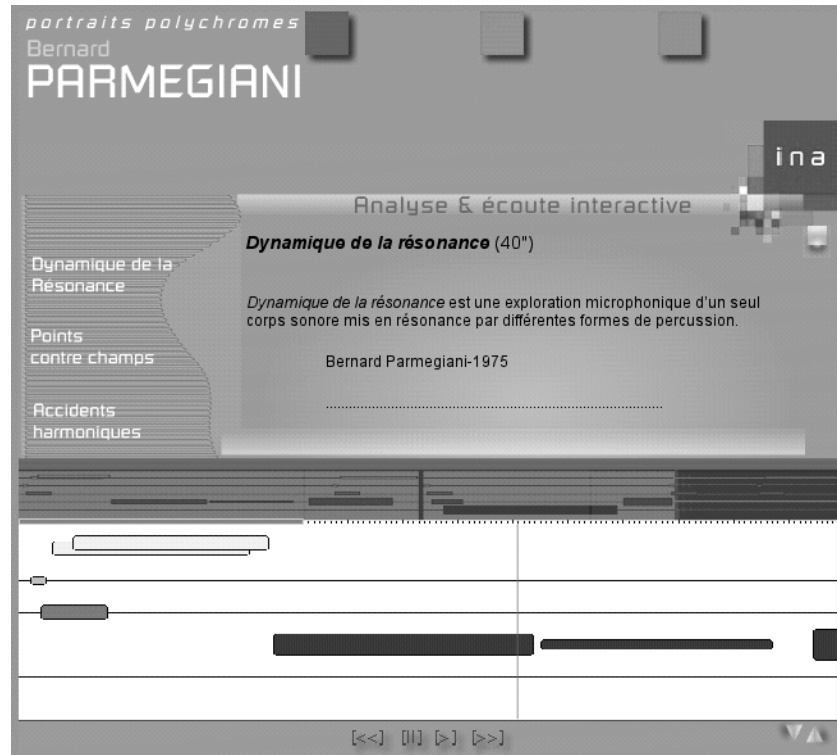 portraits polychromes
Bernard
PARMEGIANI
ina
Analyse & écoute interactive
Dynamique de la résonance (40")
Dynamique de la
Résonance
Points
contre champs
Accidents
harmoniques
Dynamique de la résonance est une exploration microphonique d'un seul
corps sonore mis en résonance par différentes formes de percussion.
Bernard Parmegiani-1975
...................................................................................
[<<] [||] [>] [>>]